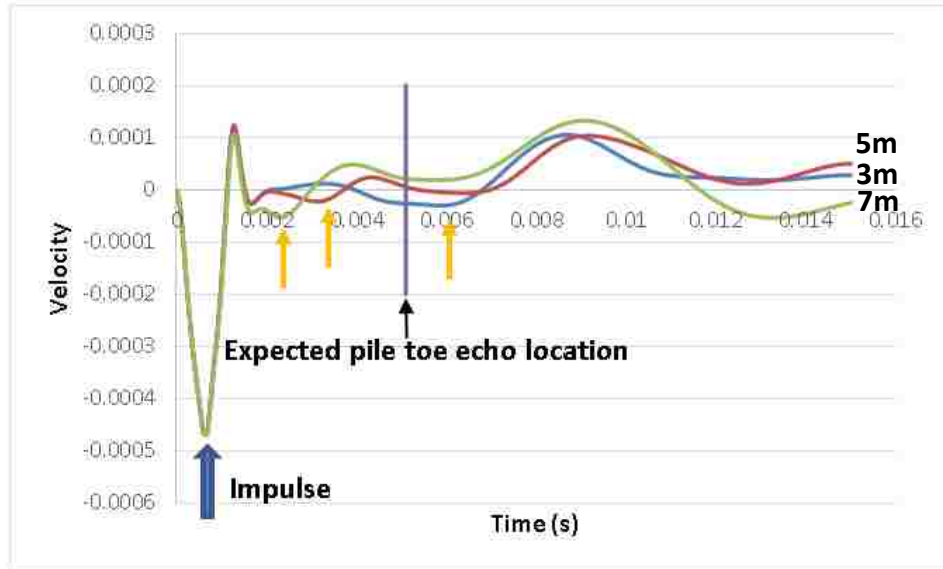 0.0003
0.0002
0.0001
0
-0.0001
-0.0002
-0.0003
-0.0004
-0.0005
-0.0006
Velocity
0 0.002 0.004 0.006 0.008 0.01 0.012 0.014 0.016
5m
3m
7m
Expected pile toe echo location
Impulse
Time (s)